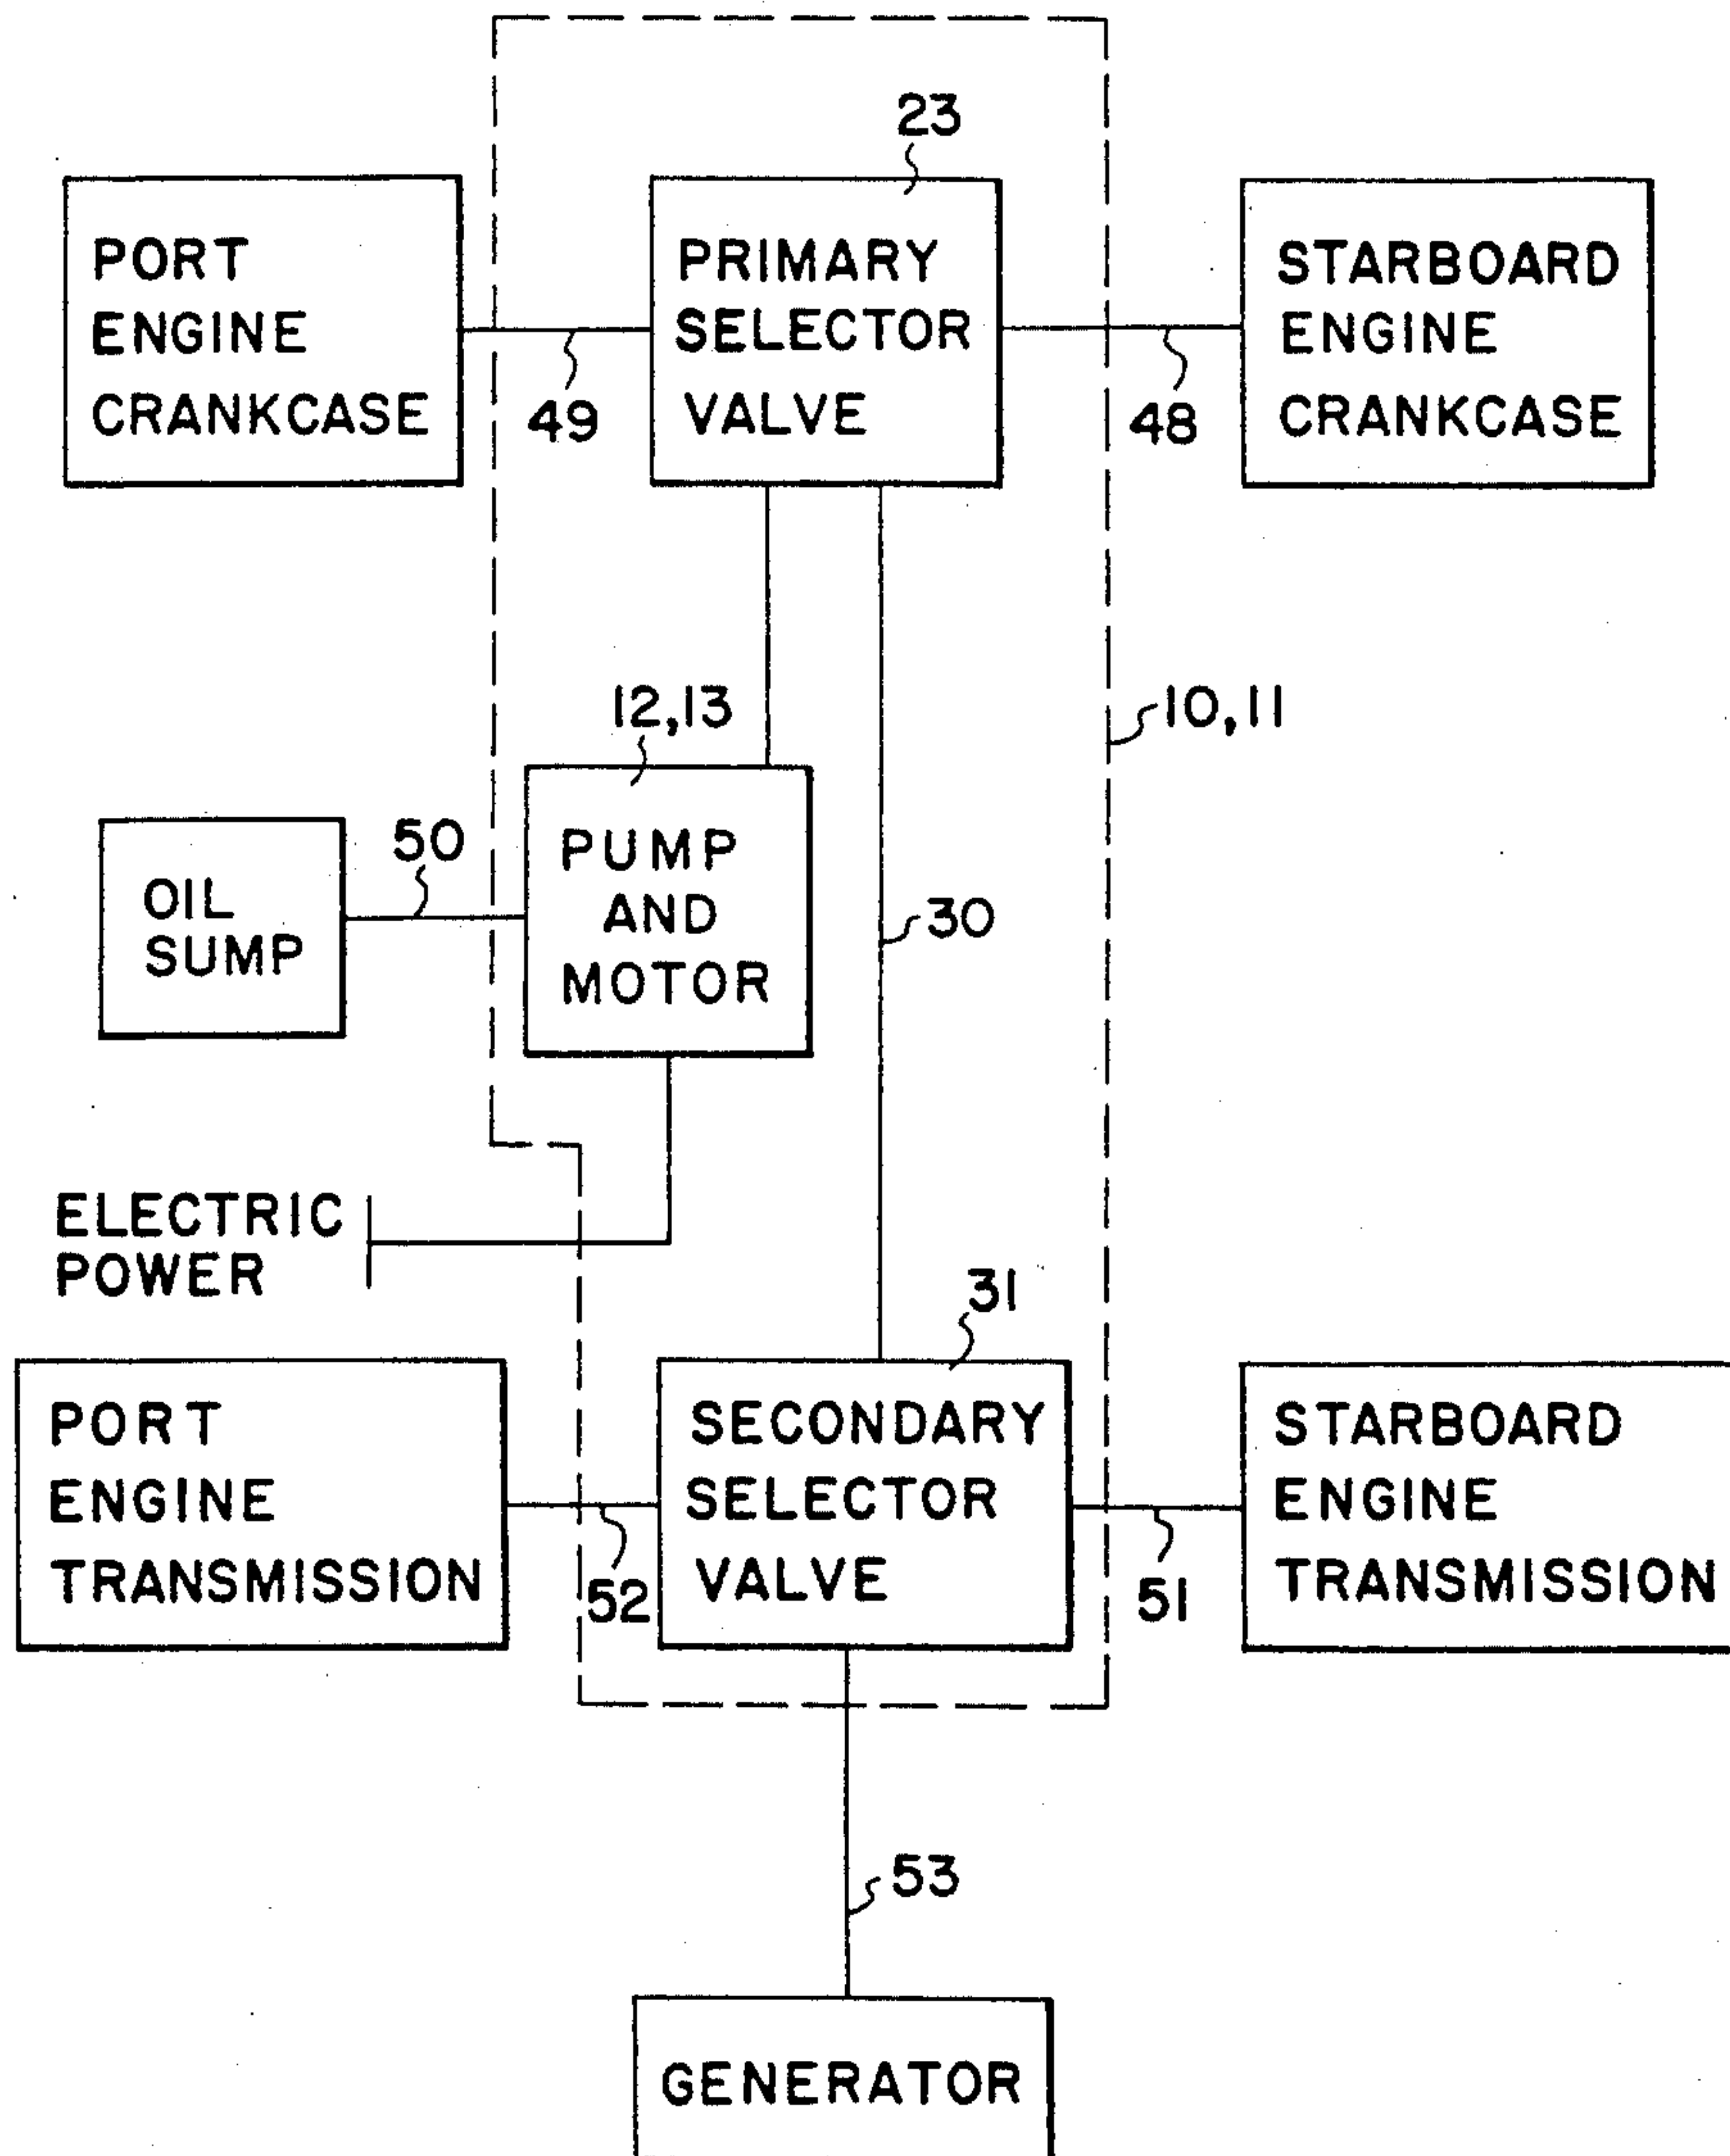 23
PORT
ENGINE
CRANKCASE
PRIMARY
SELECTOR
VALVE
STARBOARD
ENGINE
CRANKCASE
49
48
12,13
10,11
OIL
SUMP
50
PUMP
AND
MOTOR
30
ELECTRIC
POWER
31
PORT
ENGINE
TRANSMISSION
SECONDARY
SELECTOR
VALVE
STARBOARD
ENGINE
TRANSMISSION
52
51
53
GENERATOR